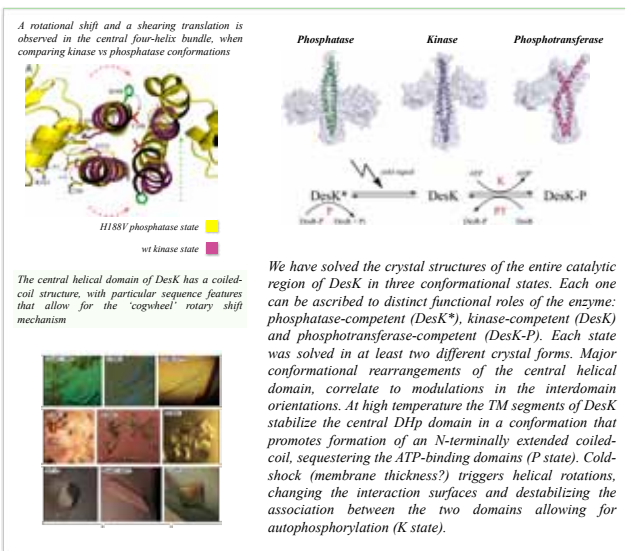 A rotational shift and a shearing translation is
observed in the central four-helix bundle, when
comparing kinase vs phosphatase conformations
H188V phosphatase state
wt kinase state
The central helical domain of DesK has a coiled-
coil structure, with particular sequence features
that allow for the 'cogwheel' rotary shift
mechanism
Phosphatase Kinase Phosphotransferase
cold signal
ATP K ADP
DesK* DesK DesK-P
P PT
DesR-P DesR + Pi DesR-P DesR
We have solved the crystal structures of the entire catalytic
region of DesK in three conformational states. Each one
can be ascribed to distinct functional roles of the enzyme:
phosphatase-competent (DesK*), kinase-competent (DesK)
and phosphotransferase-competent (DesK-P). Each state
was solved in at least two different crystal forms. Major
conformational rearrangements of the central helical
domain, correlate to modulations in the interdomain
orientations. At high temperature the TM segments of DesK
stabilize the central DHp domain in a conformation that
promotes formation of an N-terminally extended coiled-
coil, sequestering the ATP-binding domains (P state). Cold-
shock (membrane thickness?) triggers helical rotations,
changing the interaction surfaces and destabilizing the
association between the two domains allowing for
autophosphorylation (K state).